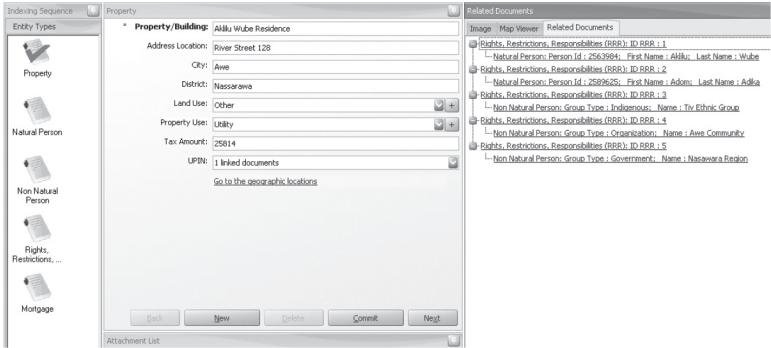 Indexing Sequence
Entity Types
Property
Natural Person
Non Natural
Person
Rights,
Restrictions, ...
Mortgage
Property
* Property/Building: Aklilu Wube Residence
Address Location: River Street 128
City: Awe
District: Nassarawa
Land Use: Other
Property Use: Utility
Tax Amount: 25814
UPIN: 1 linked documents
Go to the geographic locations
Back New Delete Commit Next
Attachment List
Related Documents
Image Map Viewer Related Documents
Rights, Restrictions, Responsibilities (RRR): ID RRR : 1
Natural Person: Person Id : 2563984; First Name : Aklilu; Last Name : Wube
Rights, Restrictions, Responsibilities (RRR): ID RRR : 2
Natural Person: Person Id : 2589625; First Name : Adom; Last Name : Adika
Rights, Restrictions, Responsibilities (RRR): ID RRR : 3
Non Natural Person: Group Type : Indigenous; Name : Tiv Ethnic Group
Rights, Restrictions, Responsibilities (RRR): ID RRR : 4
Non Natural Person: Group Type : Organization; Name : Awe Community
Rights, Restrictions, Responsibilities (RRR): ID RRR : 5
Non Natural Person: Group Type : Government; Name : Nasawara Region